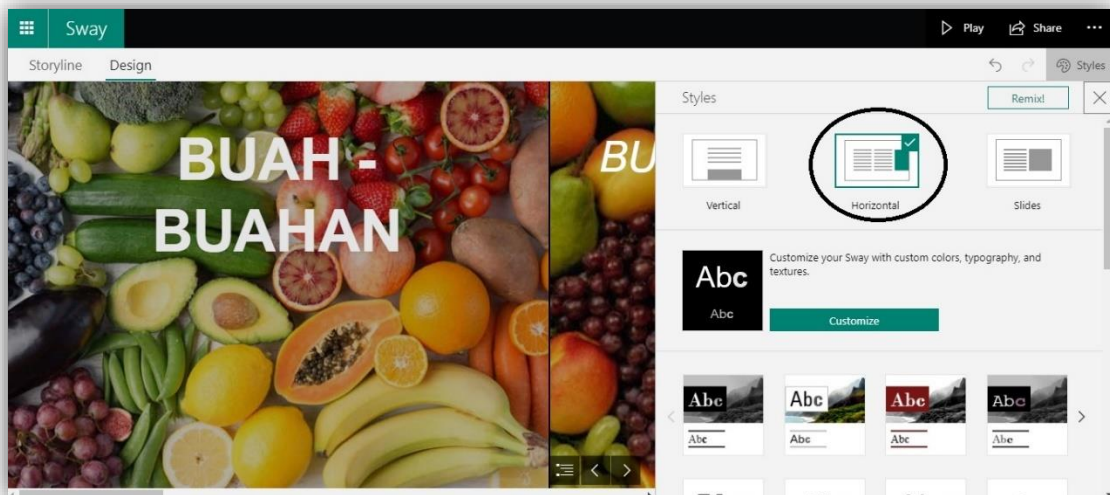 Sway
Play
Share
Storyline
Design
Styles
Styles
Remix!
BUAH -
BUAHAN
BU
Vertical
Horizontal
Slides
Abc
Abc
Customize your Sway with custom colors, typography, and
textures.
Customize
Abc
Abc
Abc
Abc
Abc
Abc
Abc
Abc